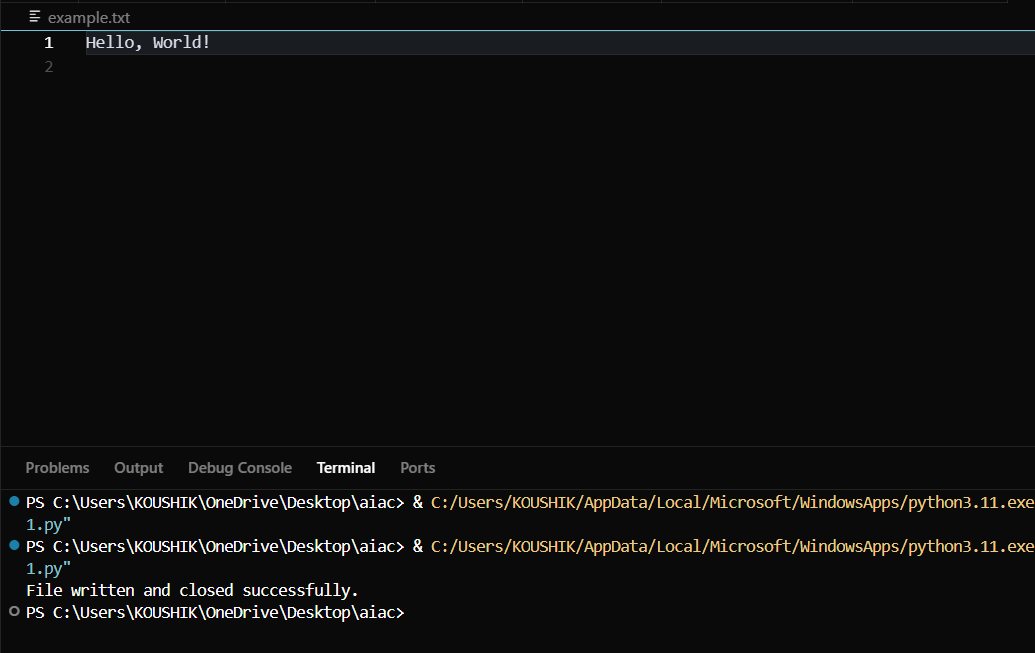 example.txt
1 Hello, World!
2
Problems Output Debug Console Terminal Ports
PS C:\Users\KOUSHIK\OneDrive\Desktop\aiac> & C:/Users/KOUSHIK/AppData/Local/Microsoft/WindowsApps/python3.11.exe
1.py"
PS C:\Users\KOUSHIK\OneDrive\Desktop\aiac> & C:/Users/KOUSHIK/AppData/Local/Microsoft/WindowsApps/python3.11.exe
1.py"
File written and closed successfully.
PS C:\Users\KOUSHIK\OneDrive\Desktop\aiac>